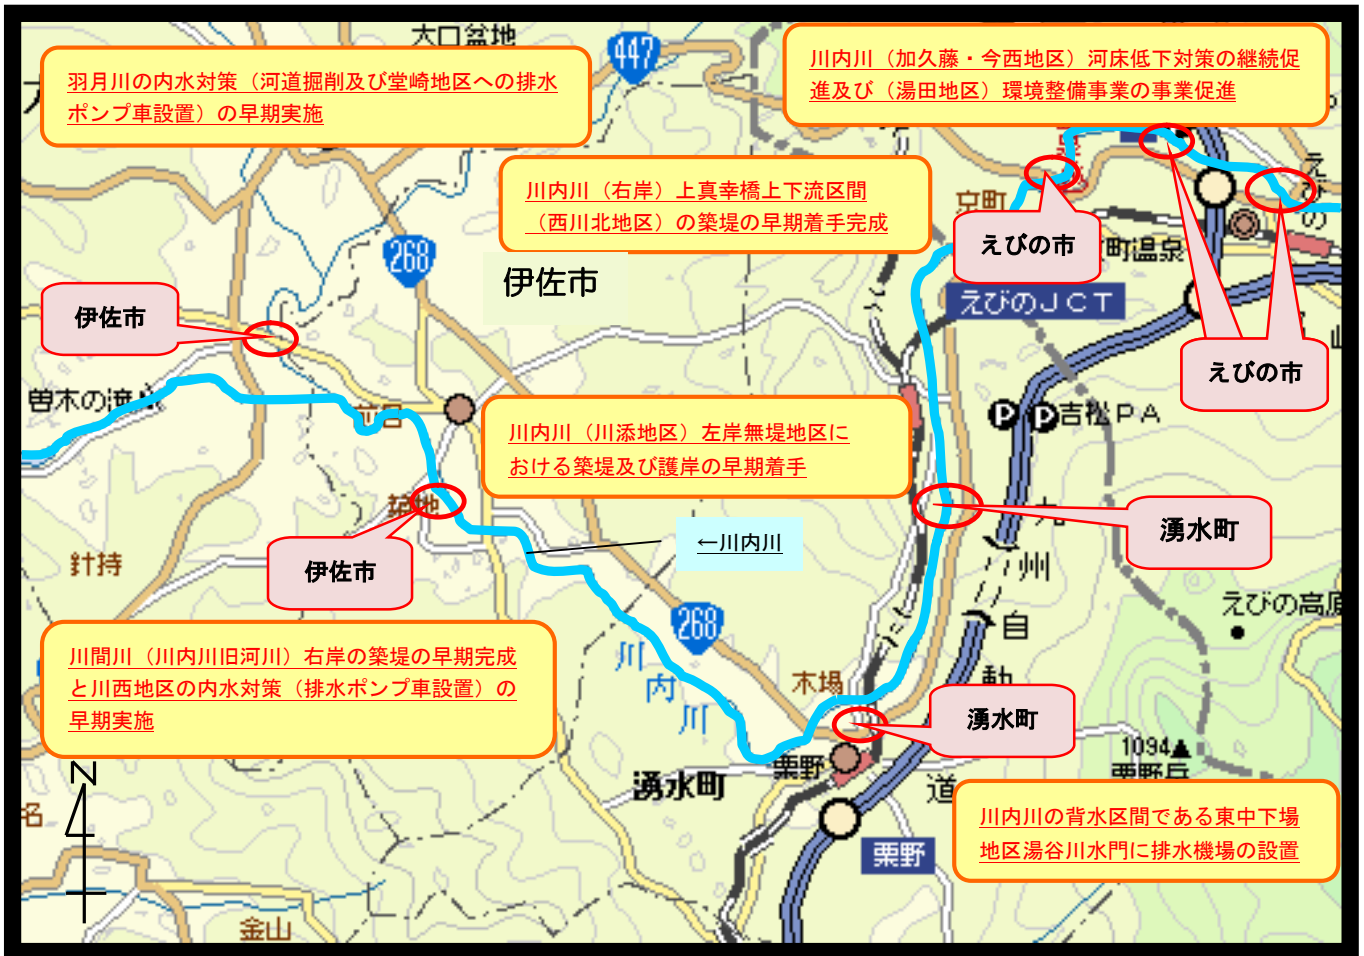 大口盆地
447
羽月川の内水対策（河道掘削及び堂崎地区への排水
ポンプ車設置）の早期実施
川内川（加久藤・今西地区）河床低下対策の継続促
進及び（湯田地区）環境整備事業の事業促進
川内川（右岸）上真幸橋上下流区間
（西川北地区）の築堤の早期着手完成
京町
えびの
えびの市
町温泉
268
伊佐市
伊佐市
えびのＪＣＴ
えびの市
曽木の滝
前目
川内川（川添地区）左岸無堤地区に
おける築堤及び護岸の早期着手
P
P
吉松ＰＡ
築地
湧水町
←川内川
針持
伊佐市
九州自動
道
えびの高原
268
川間川（川内川旧河川）右岸の築堤の早期完成
と川西地区の内水対策（排水ポンプ車設置）の
早期実施
川内川
木場
湧水町
1094▲
栗野岳
栗野
湧水町
N
名
川内川の背水区間である東中下場
地区湯谷川水門に排水機場の設置
栗野
金山